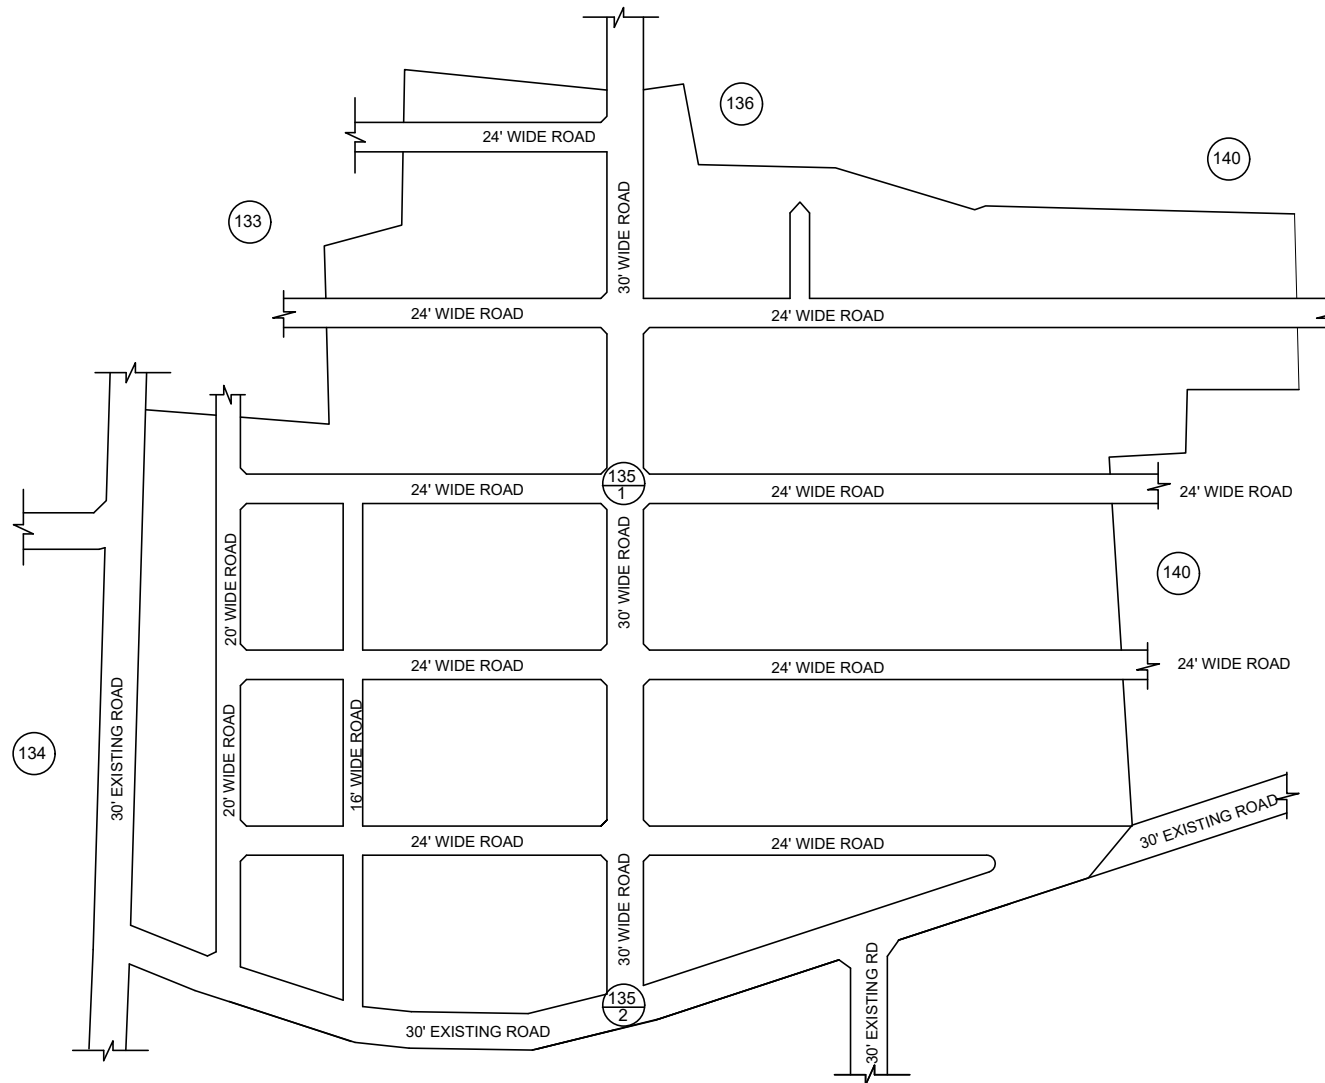 136
24' WIDE ROAD
140
133
30' WIDE ROAD
24' WIDE ROAD
24' WIDE ROAD
135
1
24' WIDE ROAD
24' WIDE ROAD
24' WIDE ROAD
30' WIDE ROAD
20' WIDE ROAD
140
24' WIDE ROAD
24' WIDE ROAD
24' WIDE ROAD
30' EXISTING ROAD
20' WIDE ROAD
16' WIDE ROAD
134
30' EXISTING ROAD
24' WIDE ROAD
24' WIDE ROAD
30' WIDE ROAD
135
2
30' EXISTING ROAD
30' EXISTING RD